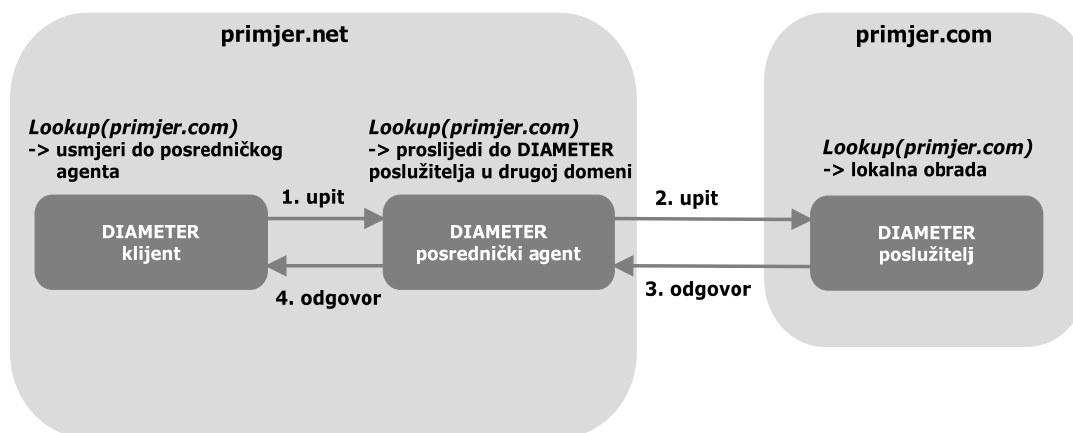 primjer.net
primjer.com
Lookup(primjer.com)
-> usmjeri do posredničkog
agenta
Lookup(primjer.com)
-> proslijedi do DIAMETER
poslužitelja u drugoj domeni
Lookup(primjer.com)
-> lokalna obrada
1. upit
2. upit
DIAMETER
klijent
DIAMETER
posrednički agent
DIAMETER
poslužitelj
4. odgovor
3. odgovor